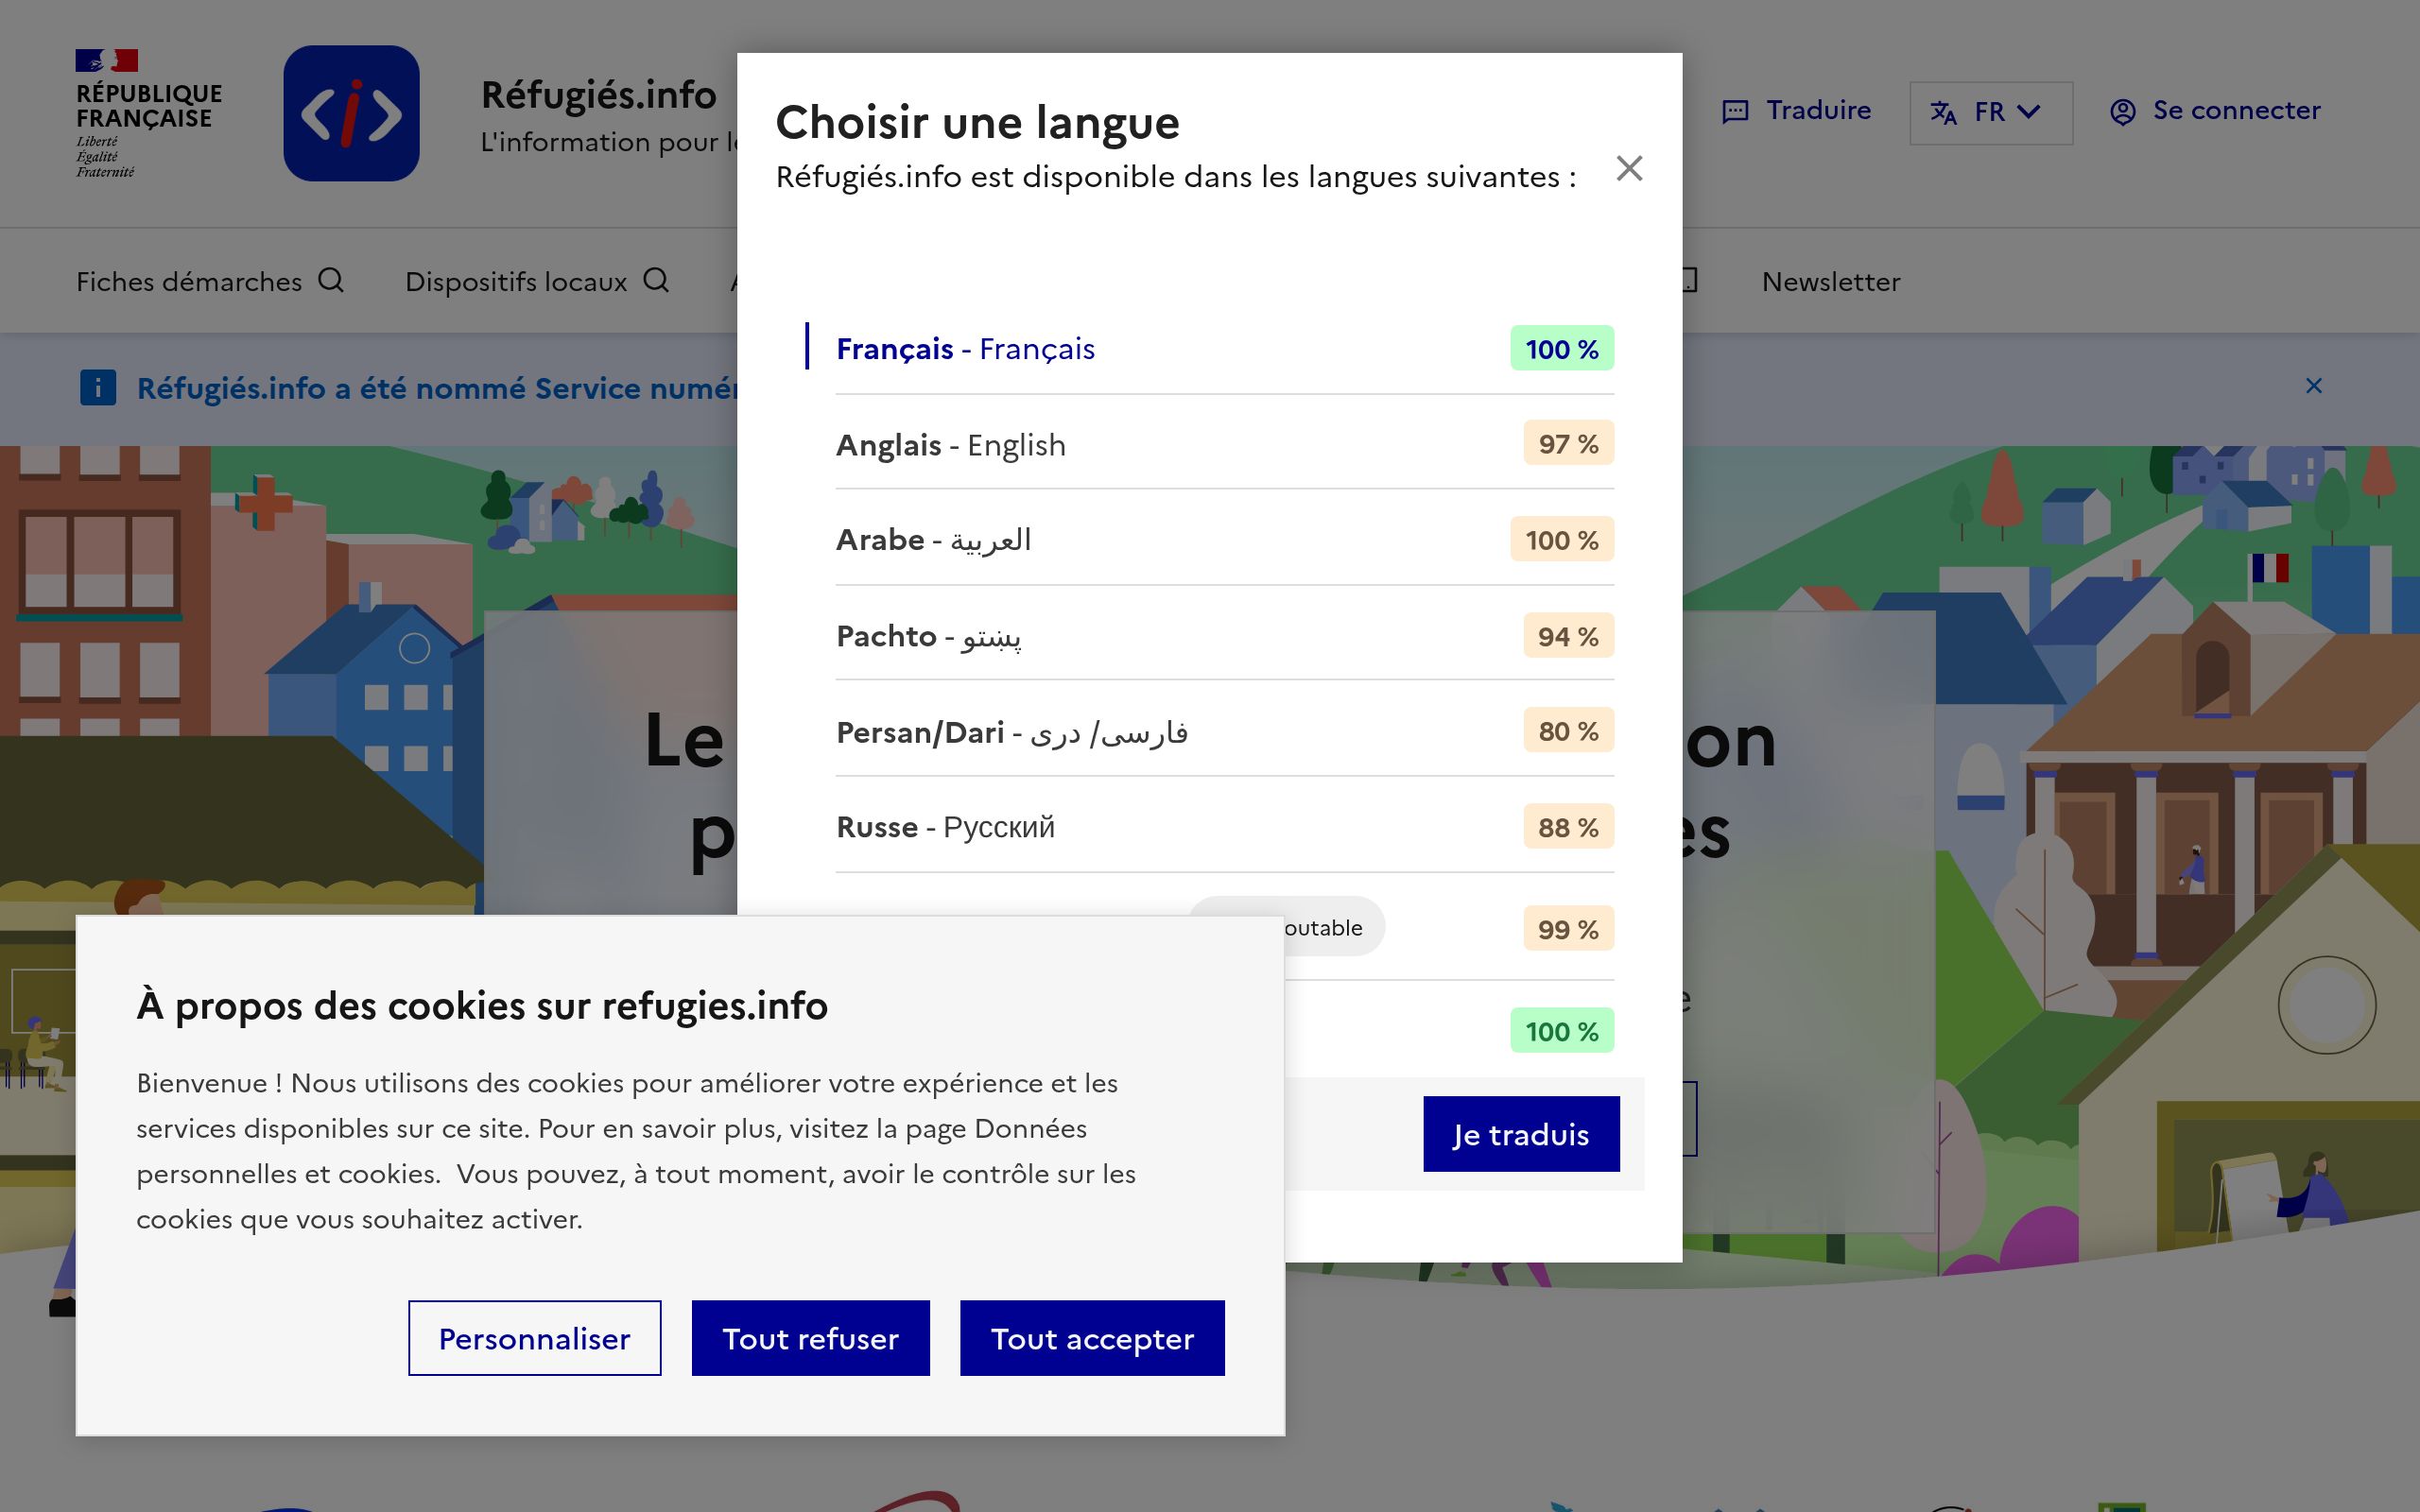 RÉPUBLIQUE
FRANÇAISE
Liberté
Égalité
Fraternité
Réfugiés.info
L'information pour
Traduire
FR
Se connecter
Fiches démarches
Dispositifs locaux
Newsletter
Réfugiés.info a été nommé Service
Choisir une langue
Réfugiés.info est disponible dans les langues suivantes :
Français - Français 100 %
Anglais - English 97 %
Arabe - العربية 100 %
Pachto - پښتو 94 %
Persan/Dari - فارسی/ دری 80 %
Russe - Русский 88 %
99 %
100 %
Je traduis
Le
À propos des cookies sur refugies.info
Bienvenue ! Nous utilisons des cookies pour améliorer votre expérience et les
services disponibles sur ce site. Pour en savoir plus, visitez la page Données
personnelles et cookies.  Vous pouvez, à tout moment, avoir le contrôle sur les
cookies que vous souhaitez activer.
Personnaliser
Tout refuser
Tout accepter